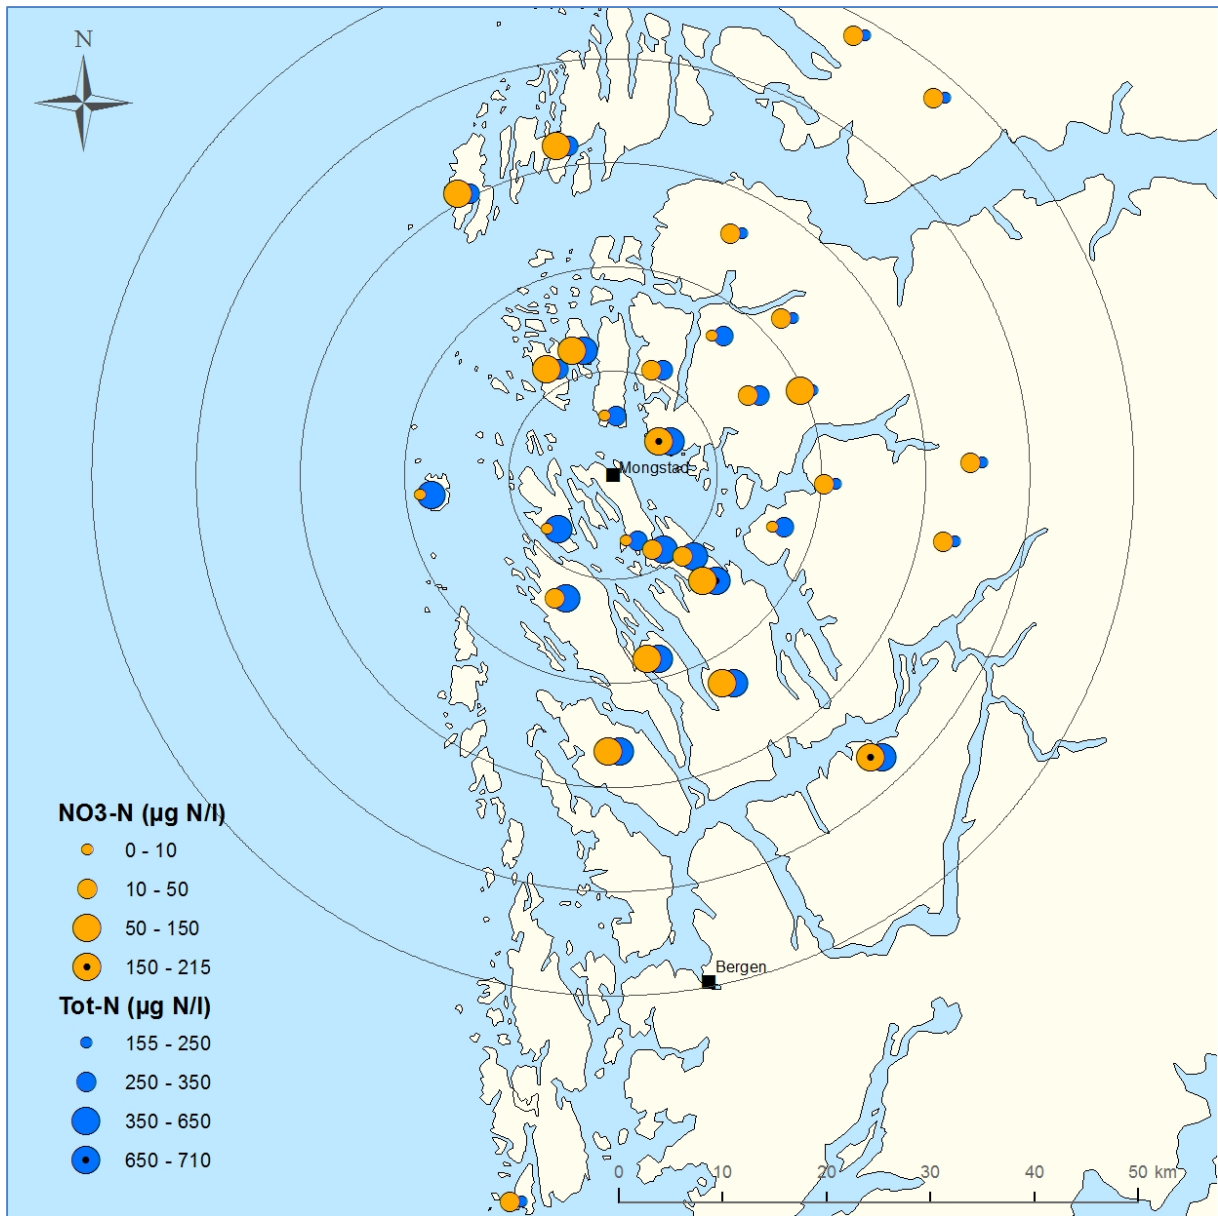 N
Mongstad
NO3-N (µg N/l)
0 - 10
10 - 50
50 - 150
150 - 215
Bergen
Tot-N (µg N/l)
155 - 250
250 - 350
350 - 650
650 - 710
0 10 20 30 40 50 km